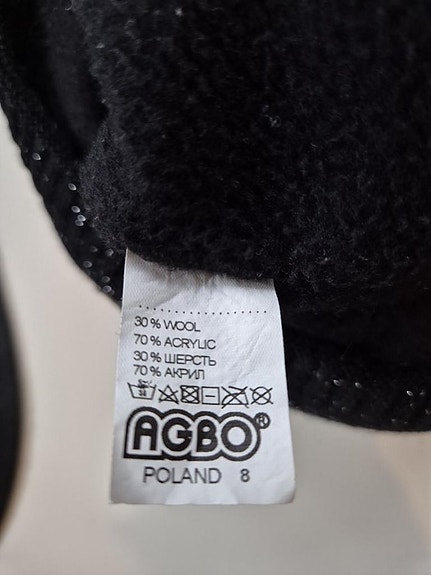 30 % WOOL
70 % ACRYLIC
30 % ШЕРСТЬ
70 % АКРИЛ
AGBO®
POLAND 8